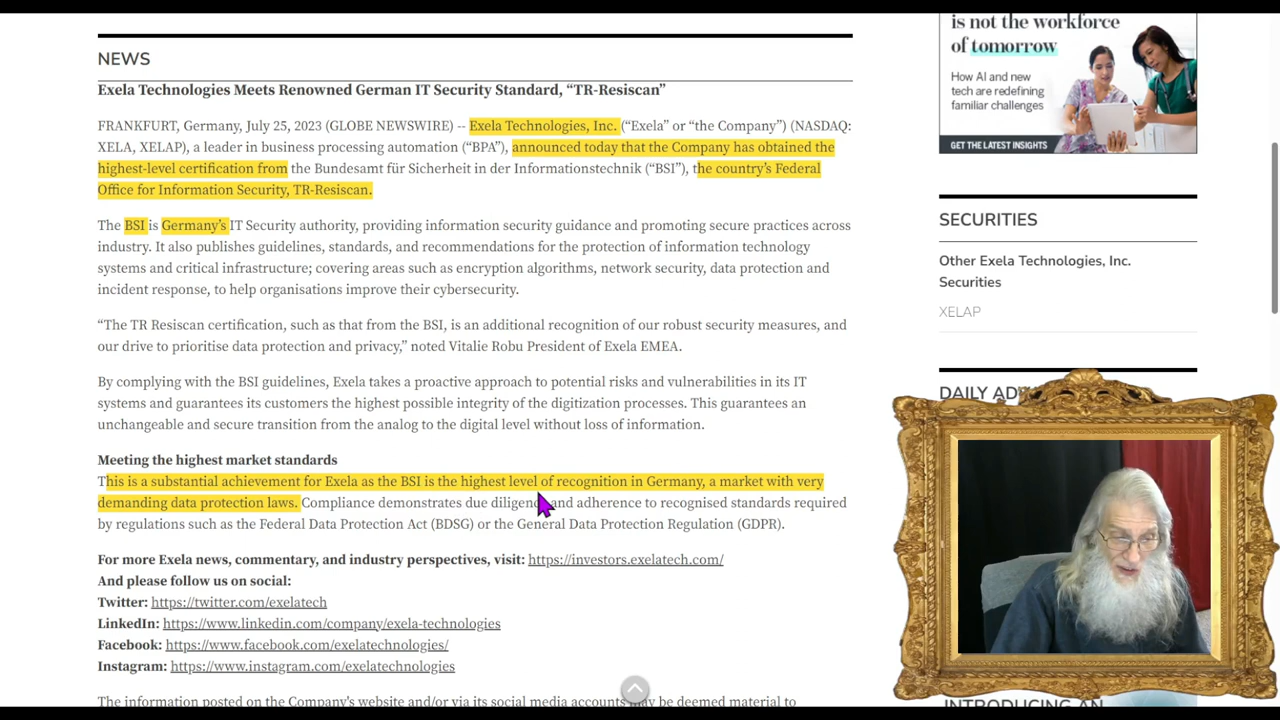 NEWS
Exela Technologies Meets Renowned German IT Security Standard, “TR-Resiscan”
FRANKFURT, Germany, July 25, 2023 (GLOBE NEWSWIRE) -- Exela Technologies, Inc. (“Exela” or “the Company”) (NASDAQ:
XELA, XELAP), a leader in business processing automation (“BPA”), announced today that the Company has obtained the
highest-level certification from the Bundesamt für Sicherheit in der Informationstechnik (“BSI”), the country’s Federal
Office for Information Security, TR-Resiscan.
The BSI is Germany’s IT Security authority, providing information security guidance and promoting secure practices across
industry. It also publishes guidelines, standards, and recommendations for the protection of information technology
systems and critical infrastructure; covering areas such as encryption algorithms, network security, data protection and
incident response, to help organisations improve their cybersecurity.
“The TR Resiscan certification, such as that from the BSI, is an additional recognition of our robust security measures, and
our drive to prioritise data protection and privacy,” noted Vitalie Robu President of Exela EMEA.
By complying with the BSI guidelines, Exela takes a proactive approach to potential risks and vulnerabilities in its IT
systems and guarantees its customers the highest possible integrity of the digitization processes. This guarantees an
unchangeable and secure transition from the analog to the digital level without loss of information.
Meeting the highest market standards
This is a substantial achievement for Exela as the BSI is the highest level of recognition in Germany, a market with very
demanding data protection laws. Compliance demonstrates due diligence and adherence to recognised standards required
by regulations such as the Federal Data Protection Act (BDSG) or the General Data Protection Regulation (GDPR).
For more Exela news, commentary, and industry perspectives, visit: https://investors.exelatech.com/
And please follow us on social:
Twitter: https://twitter.com/exelatech
LinkedIn: https://www.linkedin.com/company/exela-technologies
Facebook: https://www.facebook.com/exelatechnologies/
Instagram: https://www.instagram.com/exelatechnologies
The information posted on the Company's website and/or via its social media accounts may be deemed material to
is not the workforce
of tomorrow
How AI and new
tech are redefining
familiar challenges
GET THE LATEST INSIGHTS
SECURITIES
Other Exela Technologies, Inc.
Securities
XELAP
DAILY AD
INTRODUCING AN